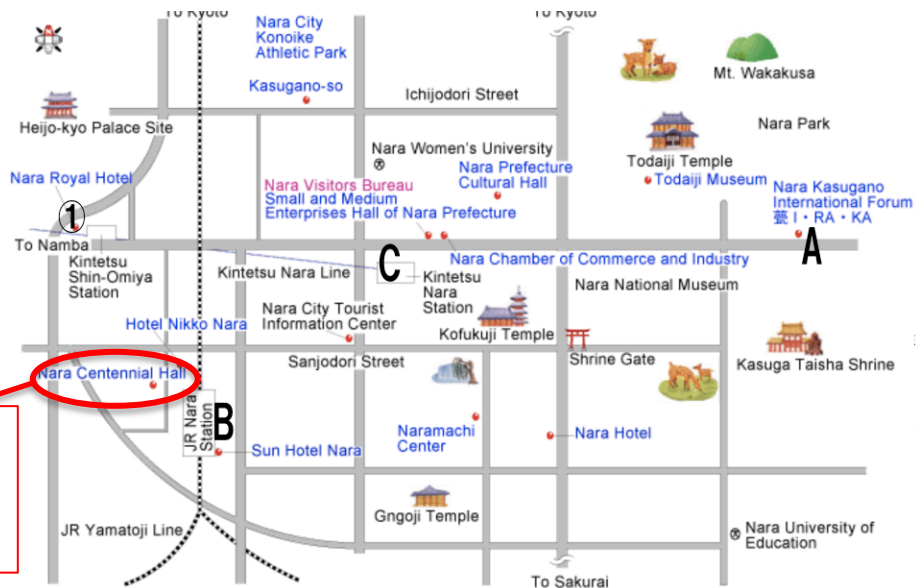 To Kyoto
To Kyoto
Nara City
Konoike
Athletic Park
Kasugano-so
Ichijodori Street
Mt. Wakakusa
Heijo-kyo Palace Site
Nara Park
Nara Women's University
Todaiji Temple
Nara Royal Hotel
Nara Prefecture
Cultural Hall
Todaiji Museum
Nara Visitors Bureau
Small and Medium
Enterprises Hall of Nara Prefecture
Nara Kasugano
International Forum
甍 I・RA・KA
①
To Namba
A
Kintetsu
Shin-Omiya
Station
Kintetsu Nara Line
C
Kintetsu
Nara
Station
Nara Chamber of Commerce and Industry
Nara National Museum
Nara City Tourist
Information Center
Hotel Nikko Nara
Kofukuji Temple
Sanjodori Street
Shrine Gate
Kasuga Taisha Shrine
Nara Centennial Hall
JR Nara
Station
B
Sun Hotel Nara
Naramachi
Center
Nara Hotel
Gngoji Temple
JR Yamatoji Line
Nara University of
Education
To Sakurai